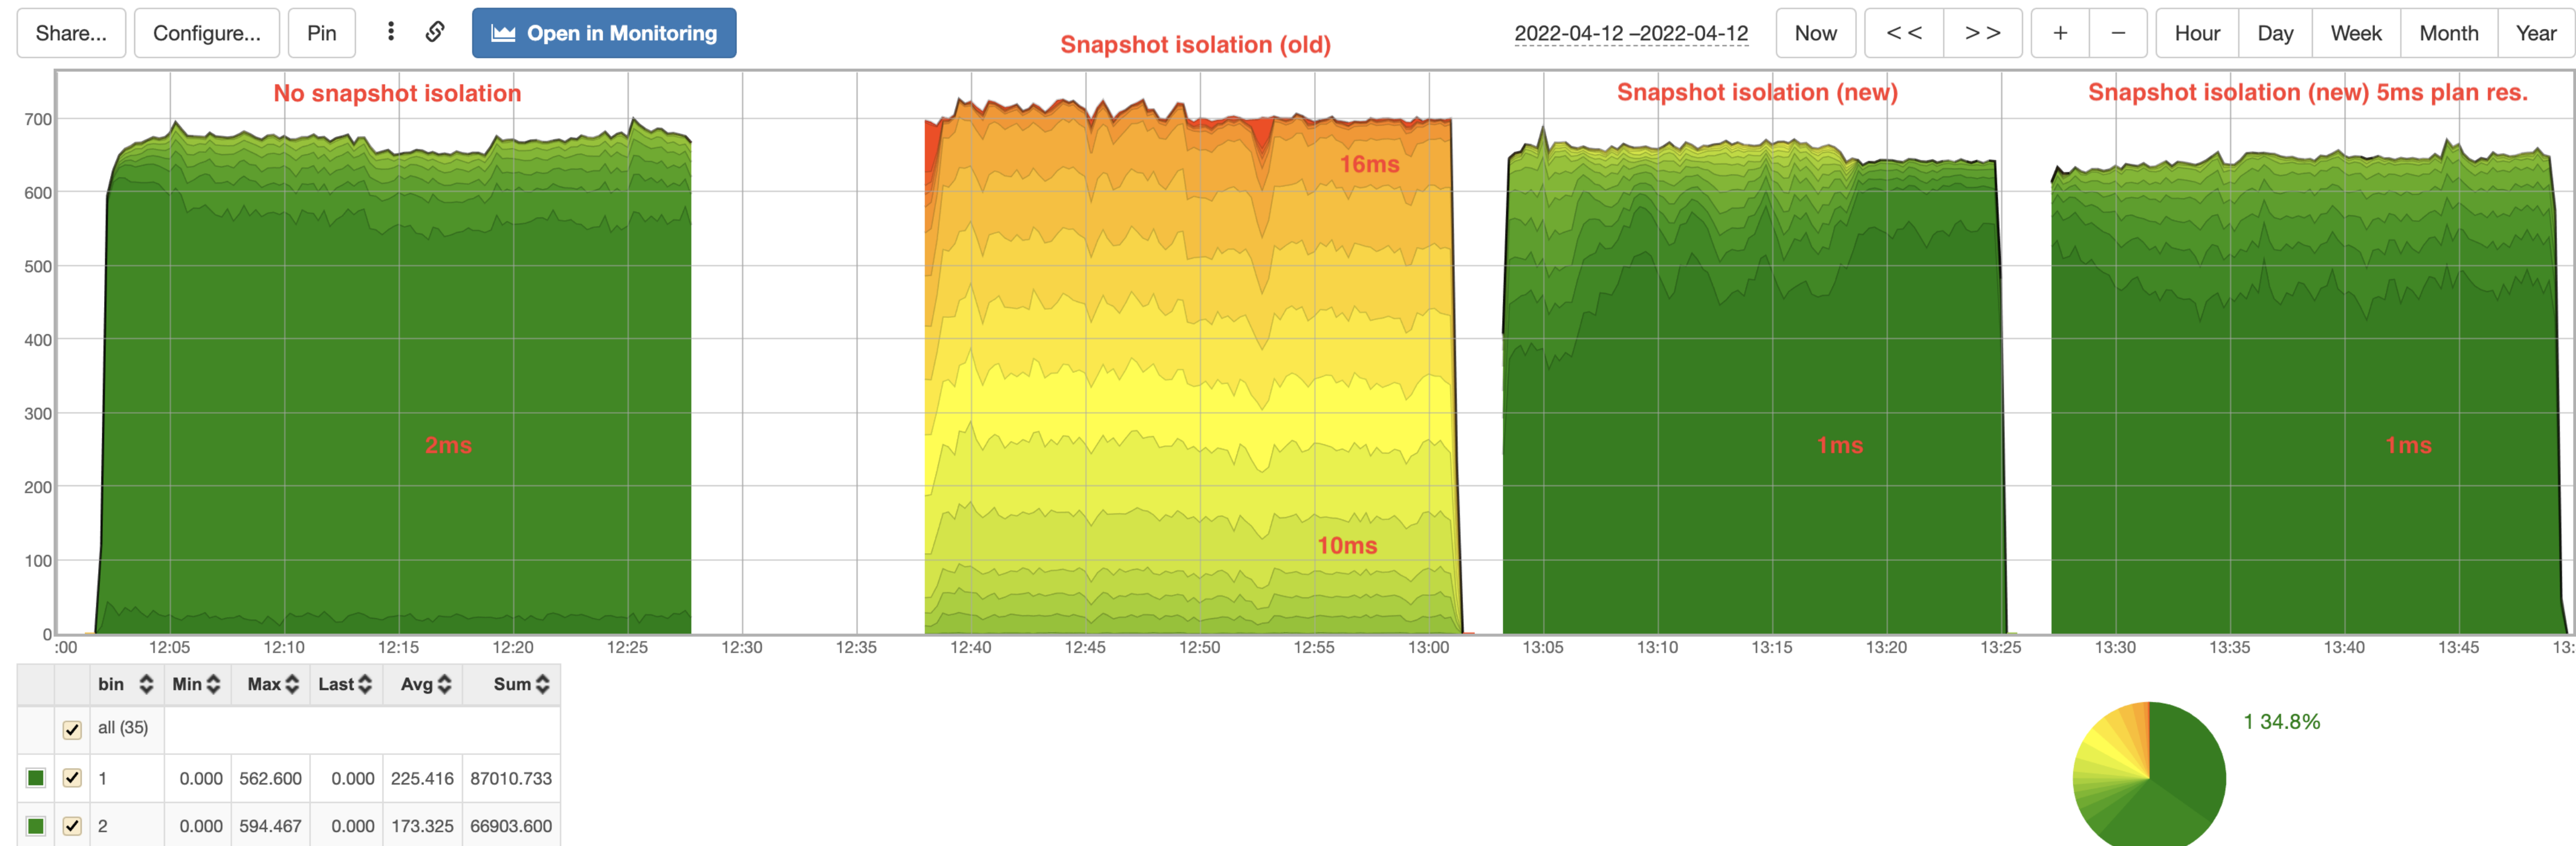 Share... Configure... Pin Open in Monitoring 2022-04-12 –2022-04-12 Now << >> + − Hour Day Week Month Year
Snapshot isolation (old)
No snapshot isolation Snapshot isolation (new) Snapshot isolation (new) 5ms plan res.
700
600
500
400
300
200
100
0
16ms
2ms 1ms 1ms
10ms
:00 12:05 12:10 12:15 12:20 12:25 12:30 12:35 12:40 12:45 12:50 12:55 13:00 13:05 13:10 13:15 13:20 13:25 13:30 13:35 13:40 13:45 13:
bin Min Max Last Avg Sum
all (35)
1 0.000 562.600 0.000 225.416 87010.733
2 0.000 594.467 0.000 173.325 66903.600
1 34.8%